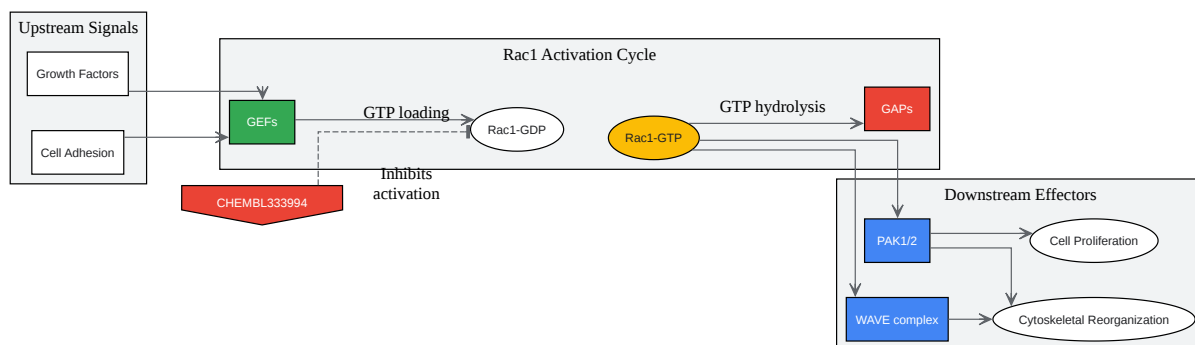 Upstream Signals
Growth Factors
Cell Adhesion
Rac1 Activation Cycle
GEFs
GTP loading
Rac1-GDP
Rac1-GTP
GTP hydrolysis
GAPs
CHEMBL333994
Inhibits
activation
Downstream Effectors
PAK1/2
Cell Proliferation
WAVE complex
Cytoskeletal Reorganization